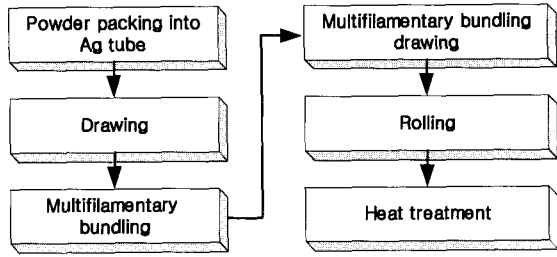 Powder packing into
Ag tube
Drawing
Multifilamentary
bundling
Multifilamentary bundling
drawing
Rolling
Heat treatment